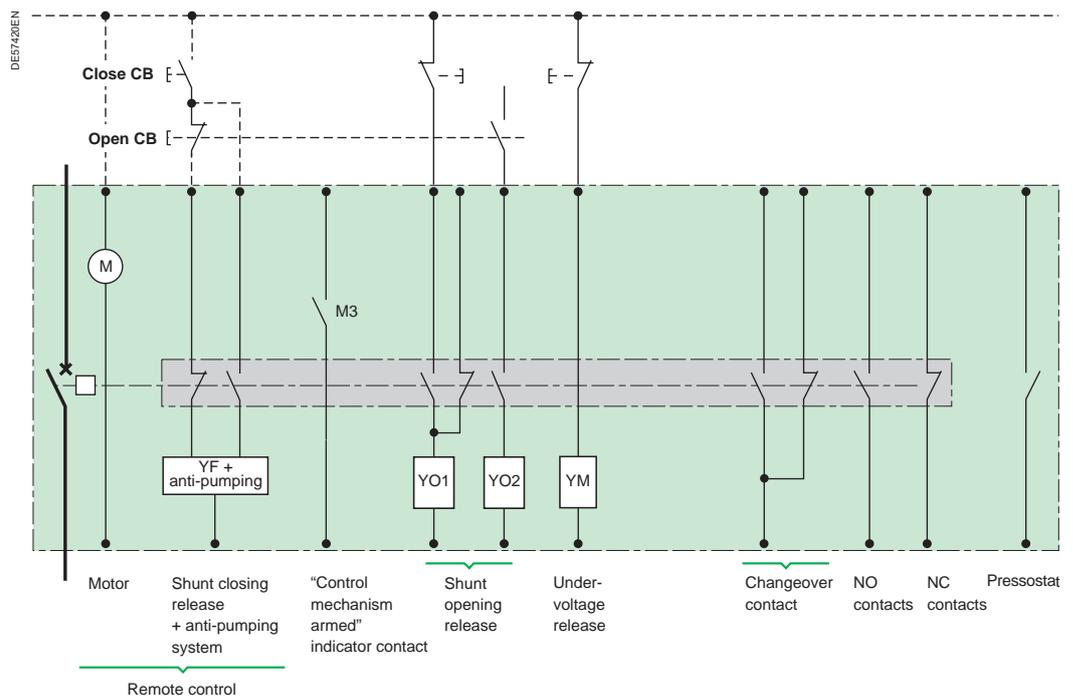 DE57420EN
Close CB
Open CB
M
M3
YF +
anti-pumping
YO1
YO2
YM
Motor
Shunt closing
release
+ anti-pumping
system
“Control
mechanism
armed”
indicator contact
Shunt
opening
release
Under-
voltage
release
Changeover
contact
NO
contacts
NC
contacts
Pressostat
Remote control